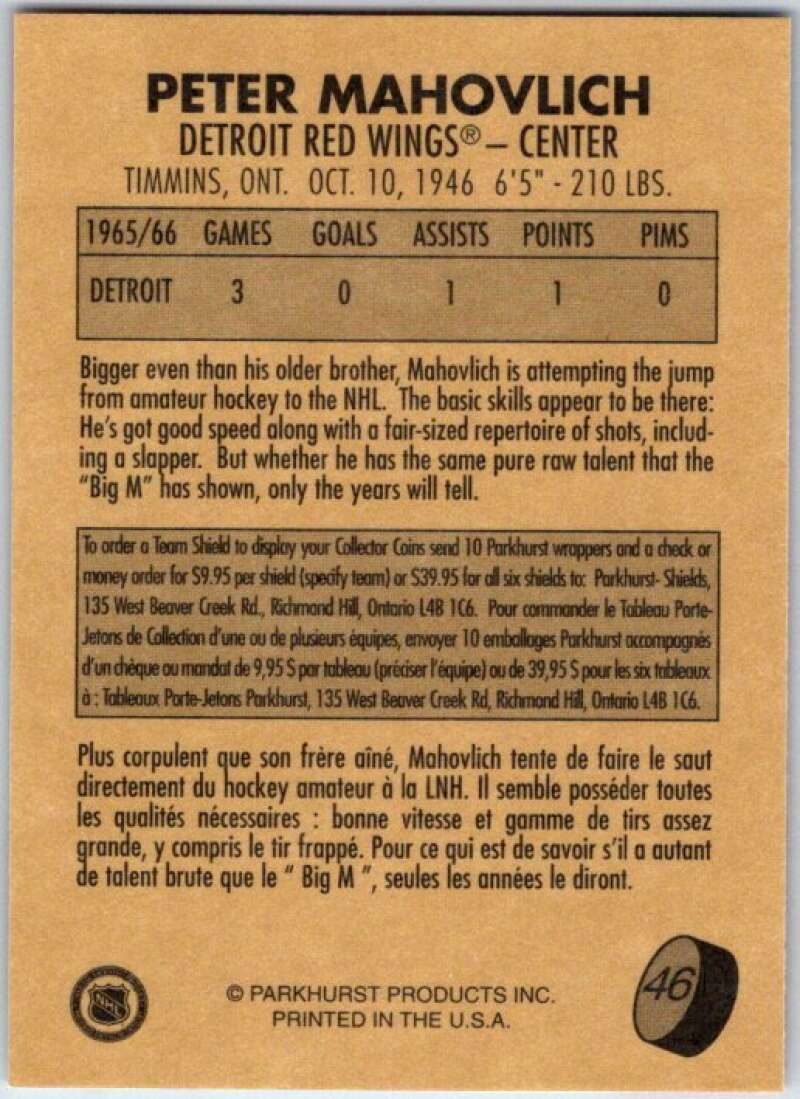 PETER MAHOVLICH
DETROIT RED WINGS® – CENTER
TIMMINS, ONT. OCT. 10, 1946 6'5" - 210 LBS.
1965/66 GAMES GOALS ASSISTS POINTS PIMS
DETROIT 3 0 1 1 0
Bigger even than his older brother, Mahovlich is attempting the jump
from amateur hockey to the NHL. The basic skills appear to be there:
He's got good speed along with a fair-sized repertoire of shots, includ-
ing a slapper. But whether he has the same pure raw talent that the
"Big M" has shown, only the years will tell.
To order a Team Shield to display your Collector Coins send 10 Parkhurst wrappers and a check or
money order for $9.95 per shield (specify team) or $39.95 for all six shields to: Parkhurst- Shields,
135 West Beaver Creek Rd., Richmond Hill, Ontario L4B 1C6. Pour commander le Tableau Porte-
Jetons de Collection d'une ou de plusieurs équipes, envoyer 10 emballages Parkhurst accompagnés
d'un chèque ou mandat de 9,95 $ par tableau (préciser l'équipe) ou de 39,95 $ pour les six tableaux
à : Tableaux Porte-Jetons Parkhurst, 135 West Beaver Creek Rd, Richmond Hill, Ontario L4B 1C6.
Plus corpulent que son frère aîné, Mahovlich tente de faire le saut
directement du hockey amateur à la LNH. Il semble posséder toutes
les qualités nécessaires : bonne vitesse et gamme de tirs assez
grande, y compris le tir frappé. Pour ce qui est de savoir s'il a autant
de talent brute que le " Big M ", seules les années le diront.
NHL
© PARKHURST PRODUCTS INC.
PRINTED IN THE U.S.A.
46